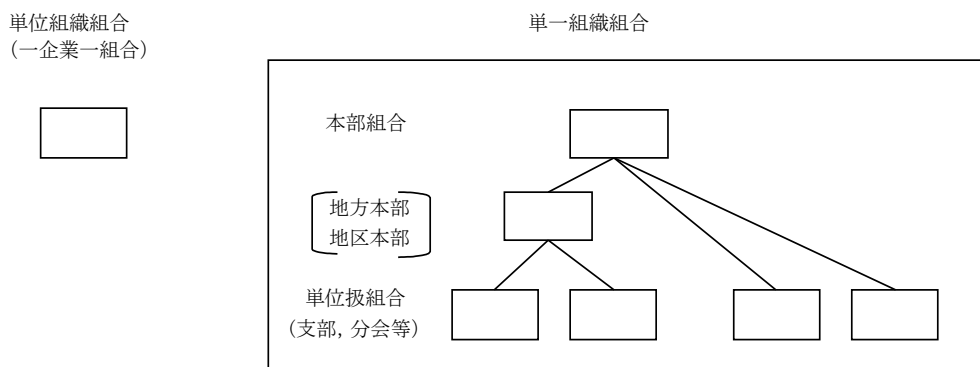 単位組織組合
（一企業一組合）
単一組織組合
本部組合
地方本部
地区本部
単位扱組合
（支部，分会等）